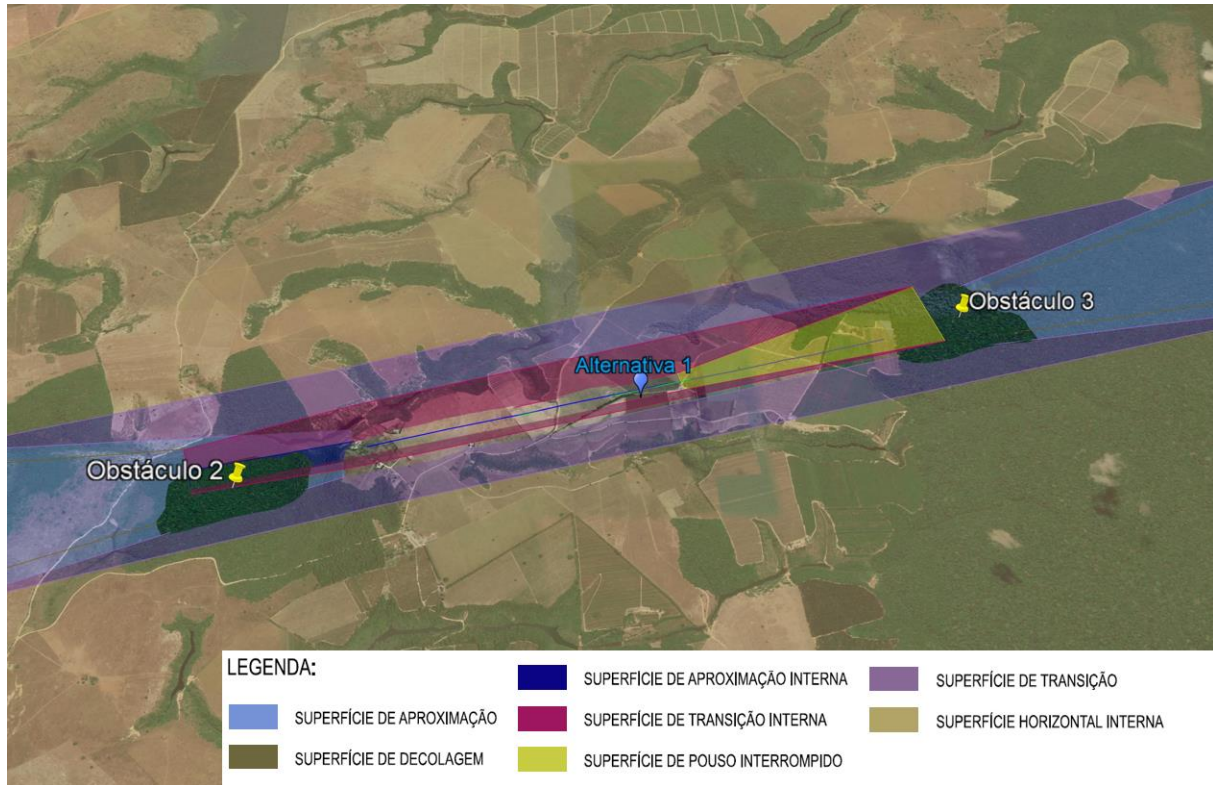 Obstáculo 3
Alternativa 1
Obstáculo 2
LEGENDA:
SUPERFÍCIE DE APROXIMAÇÃO
SUPERFÍCIE DE DECOLAGEM
SUPERFÍCIE DE APROXIMAÇÃO INTERNA
SUPERFÍCIE DE TRANSIÇÃO INTERNA
SUPERFÍCIE DE POUSO INTERROMPIDO
SUPERFÍCIE DE TRANSIÇÃO
SUPERFÍCIE HORIZONTAL INTERNA